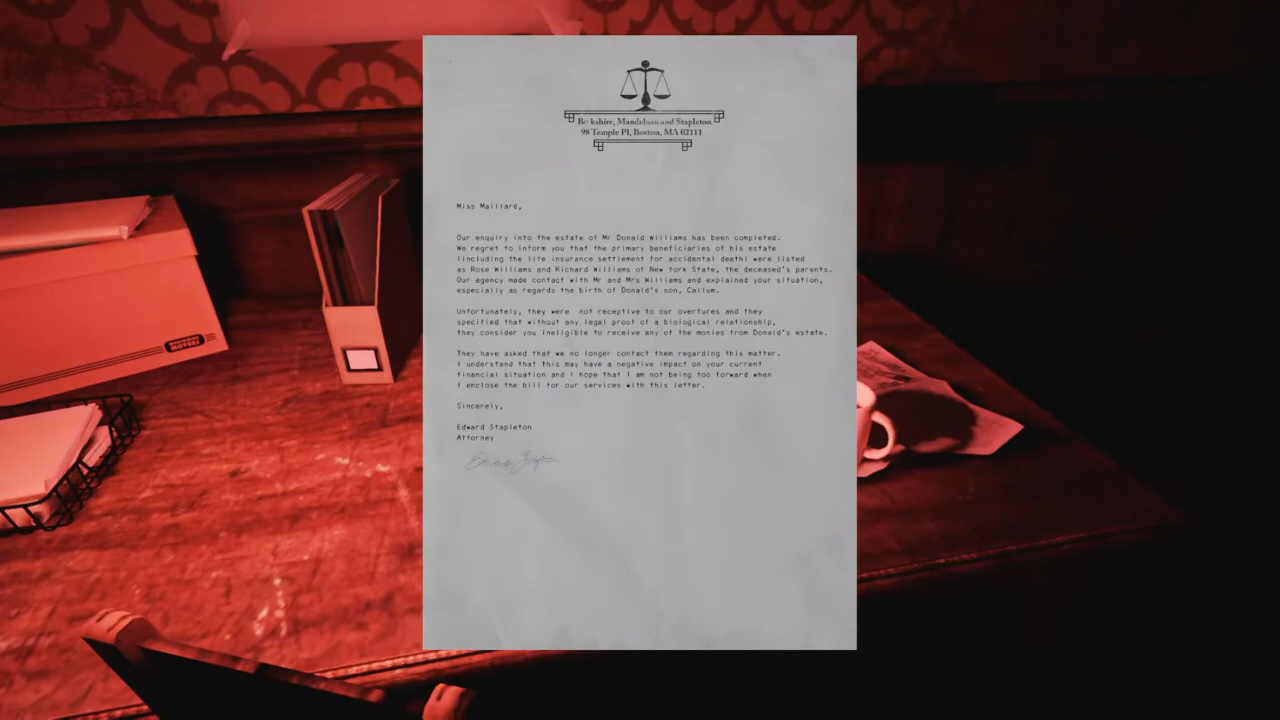 Berkshire, Mandelson and Stapleton
98 Temple Pl, Boston, MA 02111
Miss Maillard,
Our enquiry into the estate of Mr Donald Williams has been completed.
We regret to inform you that the primary beneficiaries of his estate
(including the life insurance settlement for accidental death) were listed
as Rose Williams and Richard Williams of New York State, the deceased's parents.
Our agency made contact with Mr and Mrs Williams and explained your situation,
especially as regards the birth of Donald's son, Callum.
Unfortunately, they were not receptive to our overtures and they
specified that without any legal proof of a biological relationship,
they consider you ineligible to receive any of the monies from Donald's estate.
They have asked that we no longer contact them regarding this matter.
I understand that this may have a negative impact on your current
financial situation and I hope that I am not being too forward when
I enclose the bill for our services with this letter.
Sincerely,
Edward Stapleton
Attorney